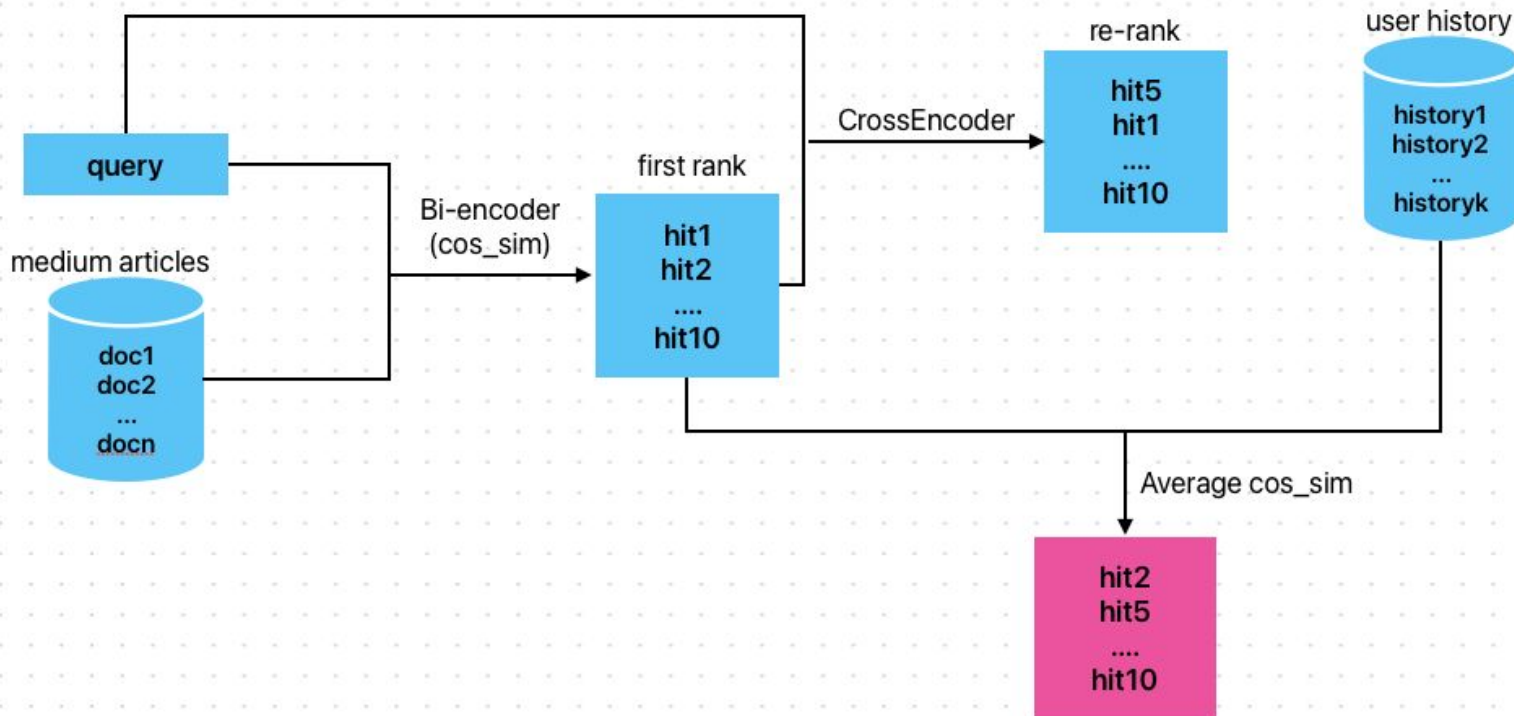 query
medium articles
doc1
doc2
...
docn
Bi-encoder
(cos_sim)
first rank
hit1
hit2
....
hit10
CrossEncoder
re-rank
hit5
hit1
....
hit10
user history
history1
history2
...
historyk
Average cos_sim
hit2
hit5
....
hit10